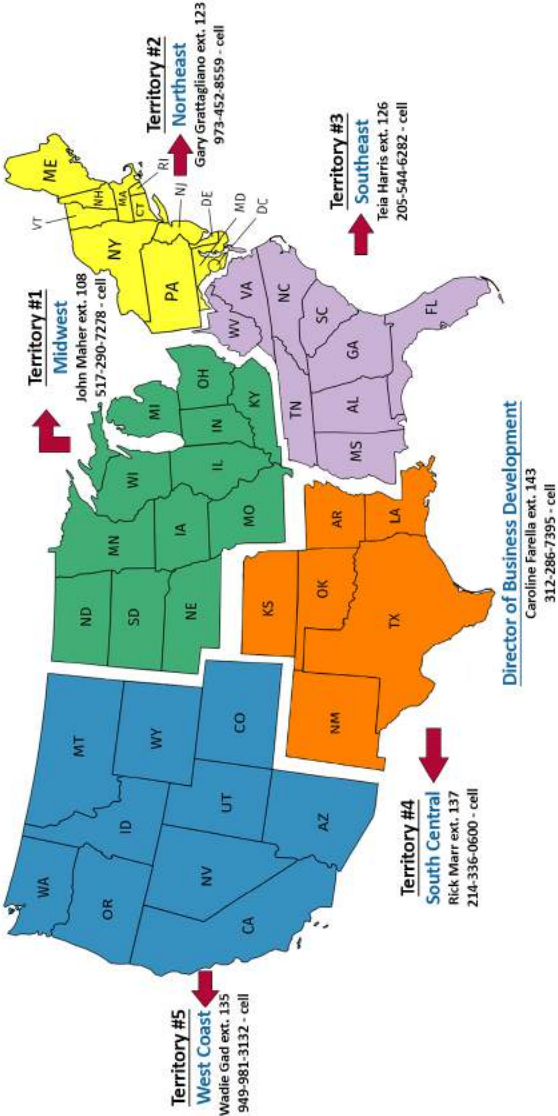 Territory #1
Midwest
John Maher ext. 108
517-290-7278 - cell
Territory #2
Northeast
Gary Grattagliano ext. 123
973-452-8559 - cell
Territory #3
Southeast
Teia Harris ext. 126
205-544-6282 - cell
Territory #4
South Central
Rick Marr ext. 137
214-336-0600 - cell
Territory #5
West Coast
Wadie Gad ext. 135
949-981-3132 - cell
Director of Business Development
Caroline Farella ext. 143
312-286-7395 - cell
WA
OR
CA
NV
ID
MT
WY
UT
CO
AZ
ND
SD
NE
MN
IA
MO
WI
IL
MI
IN
OH
KY
KS
OK
TX
NM
AR
LA
TN
MS
AL
GA
FL
SC
NC
VA
WV
PA
NY
VT
NH
ME
MA
CT
RI
NJ
DE
MD
DC